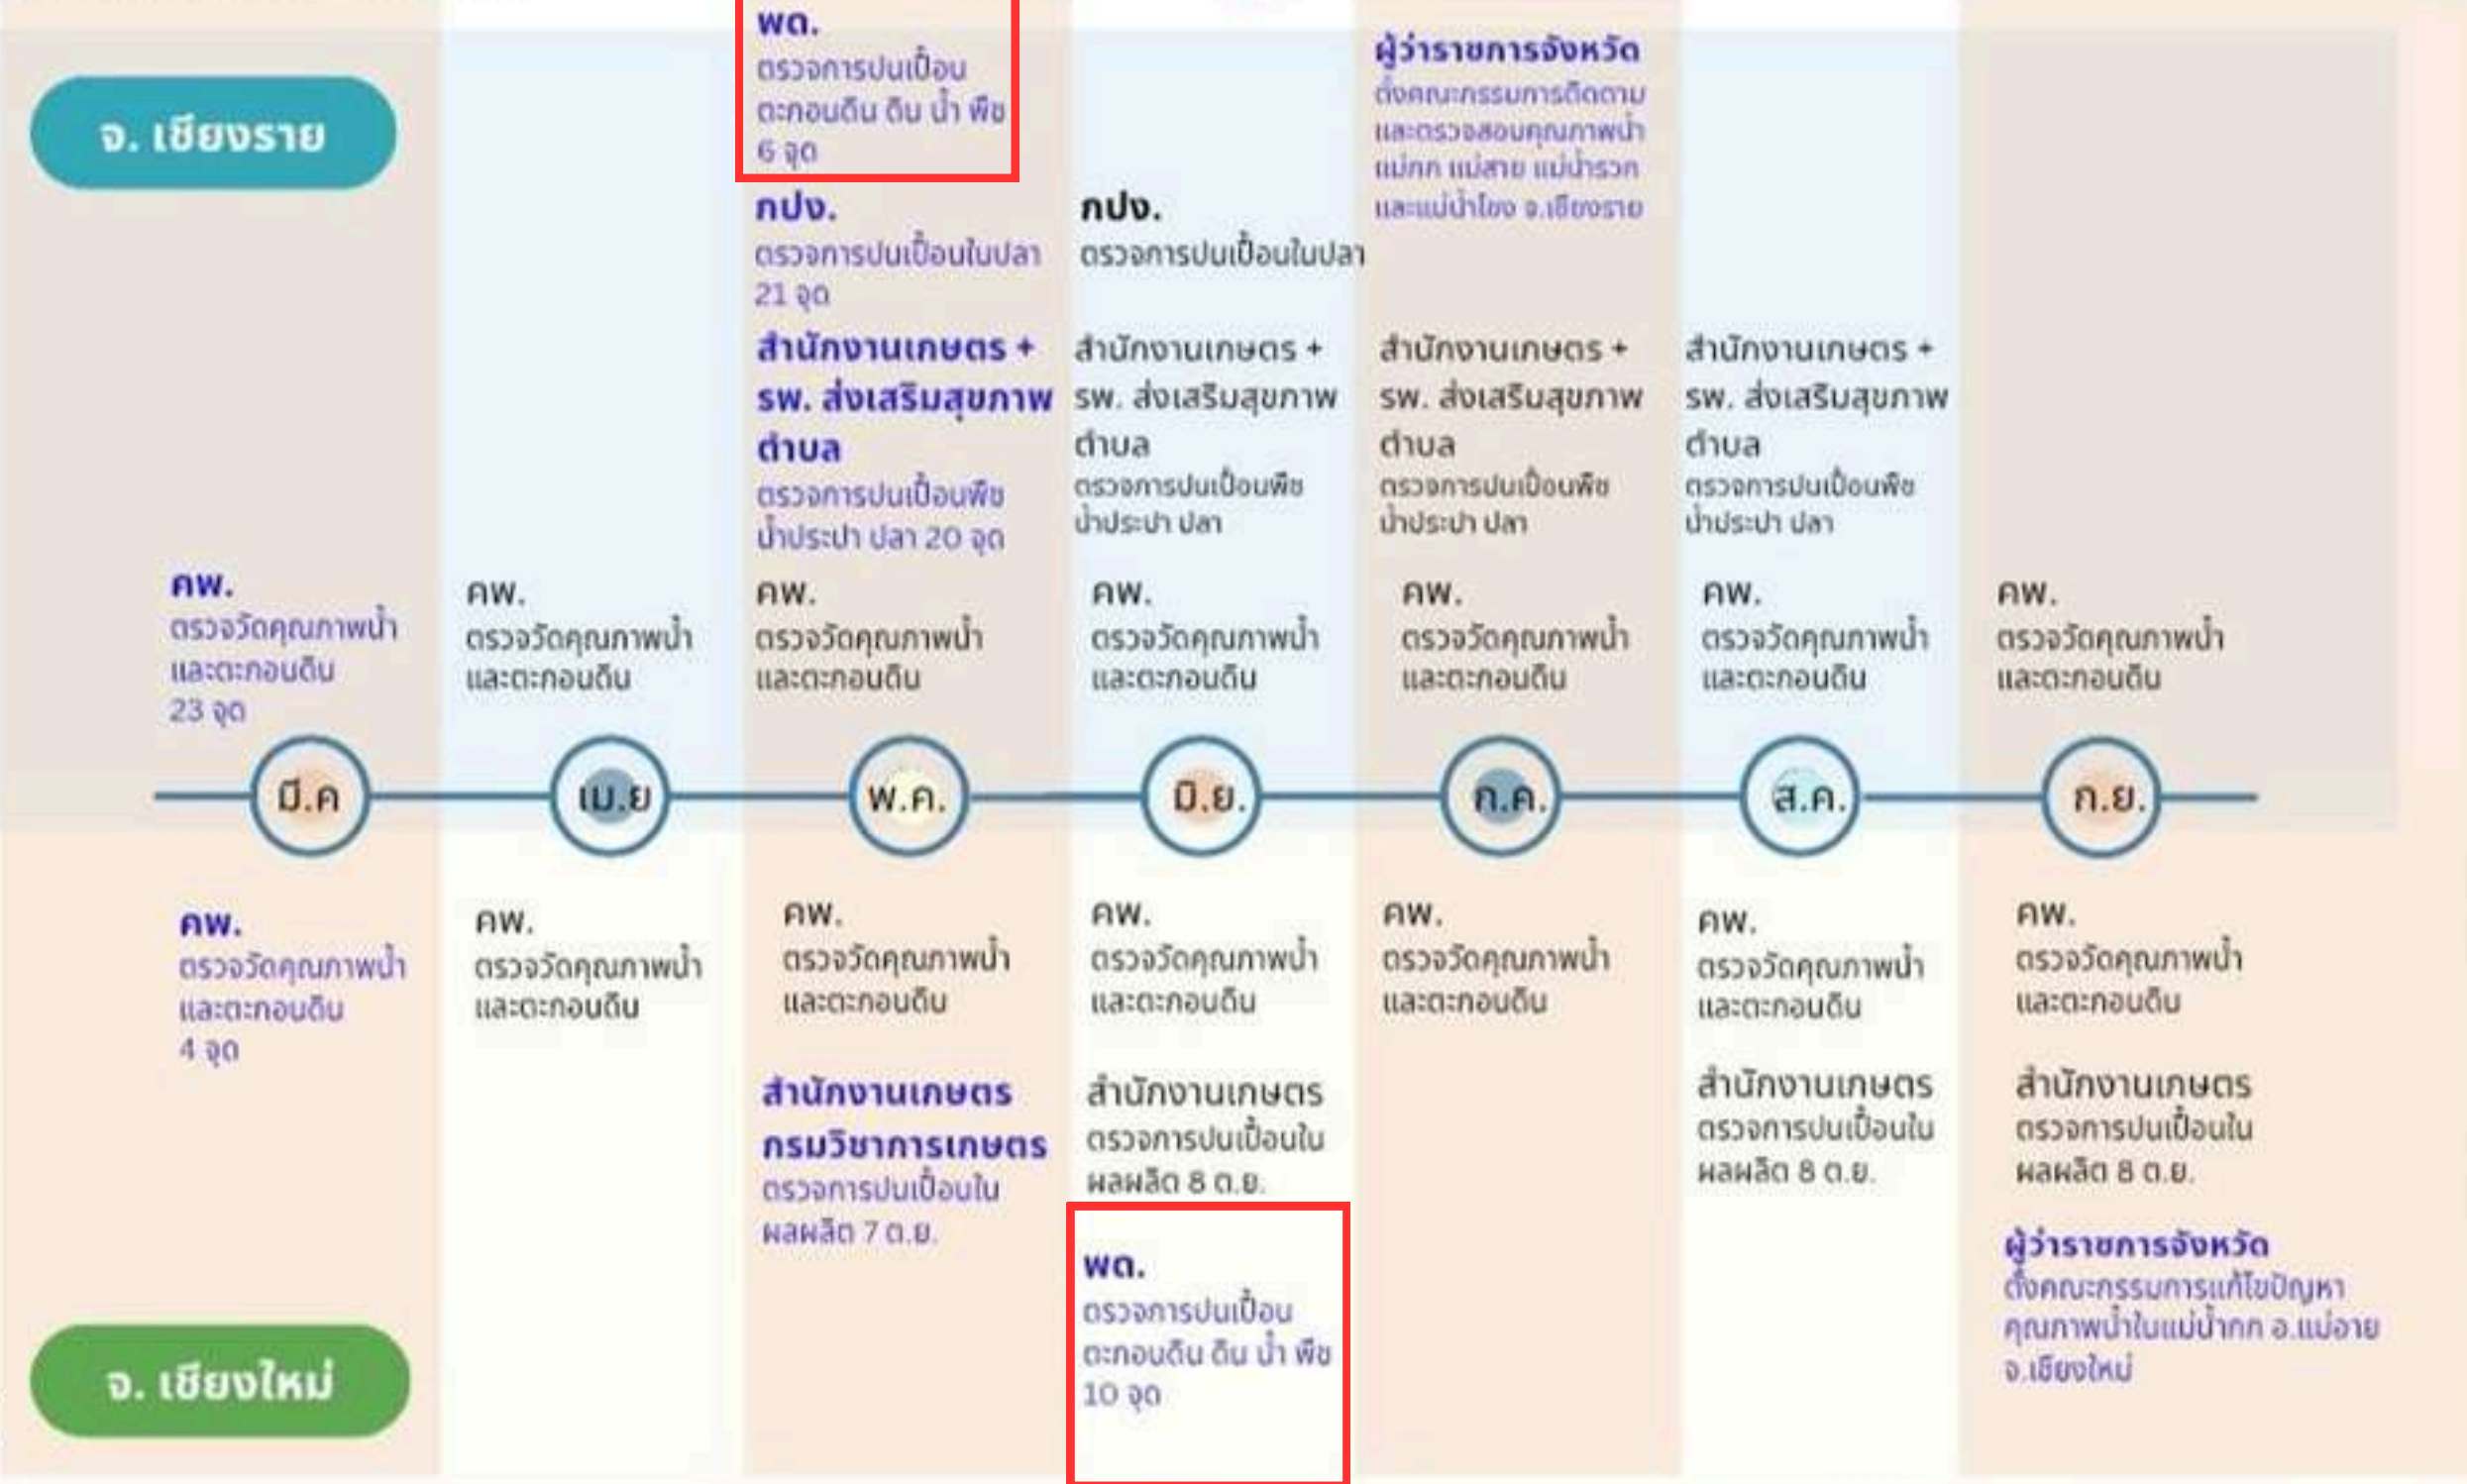 จ. เชียงราย
พด.
ตรวจการปนเปื้อน
ตะกอนดิน ดิน น้ำ พืช
6 จุด
กปง.
ตรวจการปนเปื้อนในปลา
21 จุด
สำนักงานเกษตร +
รพ. ส่งเสริมสุขภาพ
ตำบล
ตรวจการปนเปื้อนพืช
น้ำประปา ปลา 20 จุด
กปง.
ตรวจการปนเปื้อนในปลา
สำนักงานเกษตร +
รพ. ส่งเสริมสุขภาพ
ตำบล
ตรวจการปนเปื้อนพืช
น้ำประปา ปลา
ผู้ว่าราชการจังหวัด
ตั้งคณะกรรมการติดตาม
และตรวจสอบคุณภาพน้ำ
แม่กก แม่สาย แม่น้ำรวก
และแม่น้ำโขง จ.เชียงราย
สำนักงานเกษตร +
รพ. ส่งเสริมสุขภาพ
ตำบล
ตรวจการปนเปื้อนพืช
น้ำประปา ปลา
สำนักงานเกษตร +
รพ. ส่งเสริมสุขภาพ
ตำบล
ตรวจการปนเปื้อนพืช
น้ำประปา ปลา
คพ.
ตรวจวัดคุณภาพน้ำ
และตะกอนดิน
23 จุด
คพ.
ตรวจวัดคุณภาพน้ำ
และตะกอนดิน
คพ.
ตรวจวัดคุณภาพน้ำ
และตะกอนดิน
คพ.
ตรวจวัดคุณภาพน้ำ
และตะกอนดิน
คพ.
ตรวจวัดคุณภาพน้ำ
และตะกอนดิน
คพ.
ตรวจวัดคุณภาพน้ำ
และตะกอนดิน
คพ.
ตรวจวัดคุณภาพน้ำ
และตะกอนดิน
มี.ค
เม.ย
พ.ค.
มิ.ย.
ก.ค.
ส.ค.
ก.ย.
คพ.
ตรวจวัดคุณภาพน้ำ
และตะกอนดิน
4 จุด
คพ.
ตรวจวัดคุณภาพน้ำ
และตะกอนดิน
คพ.
ตรวจวัดคุณภาพน้ำ
และตะกอนดิน
สำนักงานเกษตร
กรมวิชาการเกษตร
ตรวจการปนเปื้อนใน
ผลผลิต 7 ต.ย.
คพ.
ตรวจวัดคุณภาพน้ำ
และตะกอนดิน
สำนักงานเกษตร
ตรวจการปนเปื้อนใน
ผลผลิต 8 ต.ย.
พด.
ตรวจการปนเปื้อน
ตะกอนดิน ดิน น้ำ พืช
10 จุด
คพ.
ตรวจวัดคุณภาพน้ำ
และตะกอนดิน
คพ.
ตรวจวัดคุณภาพน้ำ
และตะกอนดิน
สำนักงานเกษตร
ตรวจการปนเปื้อนใน
ผลผลิต 8 ต.ย.
คพ.
ตรวจวัดคุณภาพน้ำ
และตะกอนดิน
สำนักงานเกษตร
ตรวจการปนเปื้อนใน
ผลผลิต 8 ต.ย.
ผู้ว่าราชการจังหวัด
ตั้งคณะกรรมการแก้ไขปัญหา
คุณภาพน้ำในแม่น้ำกก อ.แม่อาย
จ.เชียงใหม่
จ. เชียงใหม่